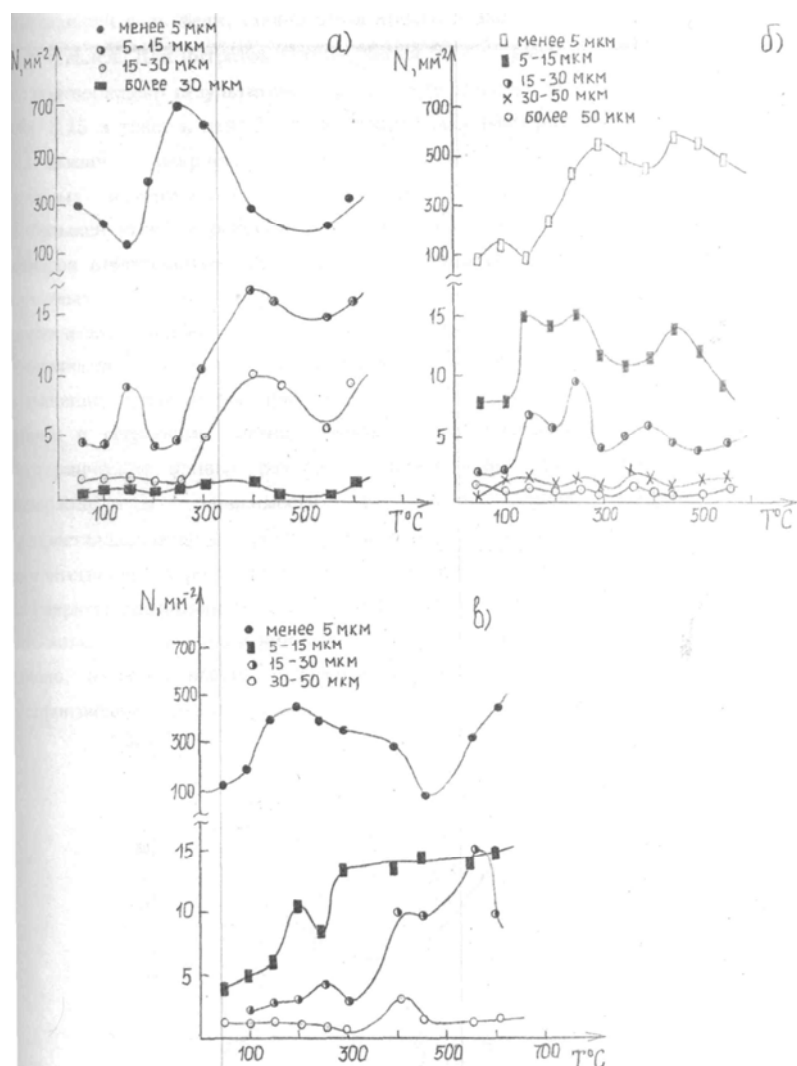 N, мм⁻²
а)
менее 5 мкм
5-15 мкм
15-30 мкм
более 30 мкм
700
500
300
100
15
10
5
100
300
500
T°C
N, мм⁻²
б)
менее 5 мкм
5-15 мкм
15-30 мкм
30-50 мкм
более 50 мкм
700
500
300
100
15
10
5
100
300
500
T°C
N, мм⁻²
в)
менее 5 мкм
5-15 мкм
15-30 мкм
30-50 мкм
700
500
300
100
15
10
5
100
300
500
700
T°C